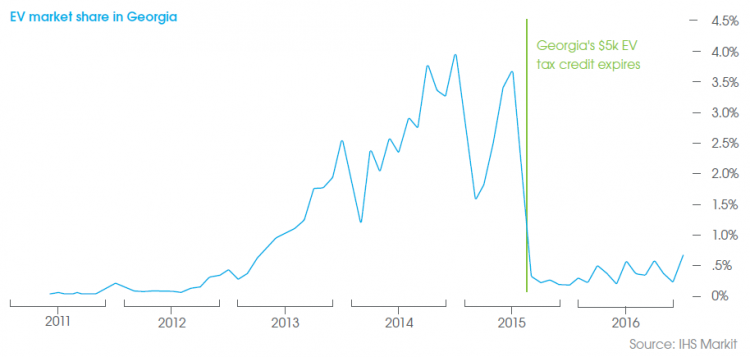 EV market share in Georgia
4.5%
Georgia's $5k EV
tax credit expires
4.0%
3.5%
3.0%
2.5%
2.0%
1.5%
1.0%
.5%
0%
2011 2012 2013 2014 2015 2016
Source: IHS Markit